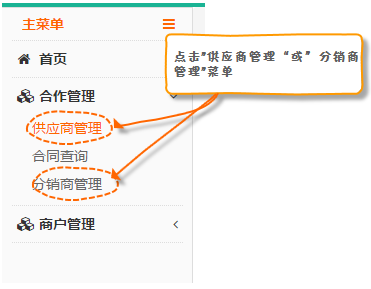 主菜单
首页
点击"供应商管理“或”分销商
管理"菜单
合作管理
供应商管理
合同查询
分销商管理
商户管理